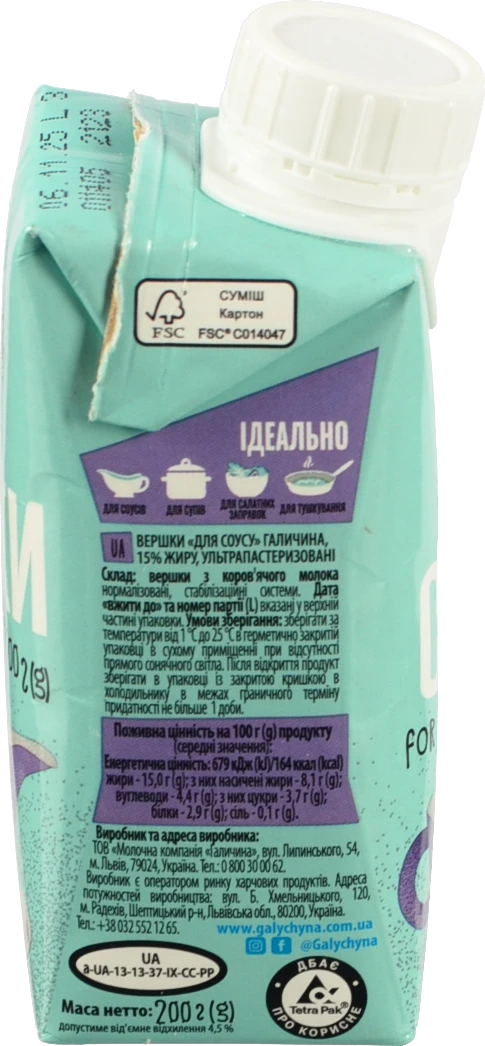 06.11.25 L 3
2123
СУМІШ
Картон
FSC
FSC® C014047
ІДЕАЛЬНО
ДЛЯ СОУСІВ
ДЛЯ СУПІВ
ДЛЯ САЛАТНИХ ЗАПРАВОК
ДЛЯ ТУШКУВАННЯ
UA
ВЕРШКИ «ДЛЯ СОУСУ» ГАЛИЧИНА,
15% ЖИРУ, УЛЬТРАПАСТЕРИЗОВАНІ
Склад: вершки з коров'ячого молока
нормалізовані, стабілізаційні системи. Дата
«вжити до» та номер партії (L) вказані у верхній
частині упаковки. Умови зберігання: зберігати за
температури від 1 °С до 25 °С в герметично закритій
упаковці в сухому приміщенні при відсутності
прямого сонячного світла. Після відкриття продукт
зберігати в упаковці із закритою кришкою в
холодильнику в межах граничного терміну
придатності не більше 1 доби.
Поживна цінність на 100 г (g) продукту
(середні значення):
Енергетична цінність: 679 кДж (kJ)/164 ккал (kcal)
жири - 15,0 г (g); з них насичені жири - 8,1 г (g);
вуглеводи - 4,4 г (g); з них цукри - 3,7 г (g);
білки - 2,9 г (g); сіль - 0,1 г (g).
Виробник та адреса виробника:
ТОВ «Молочна компанія «Галичина», вул. Липинського, 54,
м. Львів, 79024, Україна. Тел.: 0 800 30 00 62.
Виробник є оператором ринку харчових продуктів. Адреса
потужностей виробництва: вул. Б. Хмельницького, 120,
м. Радехів, Шептицький р-н, Львівська обл., 80200, Україна.
Тел.: +38 032 552 12 65.
www.galychyna.com.ua
@Galychyna
UA
a-UA-13-13-37-IX-CC-PP
Маса нетто: 200 г (g)
допустиме від'ємне відхилення 4,5 %
ДБАЄ
Tetra Pak®
ПРО КОРИСНЕ
КИ
00 г (g)
FOR